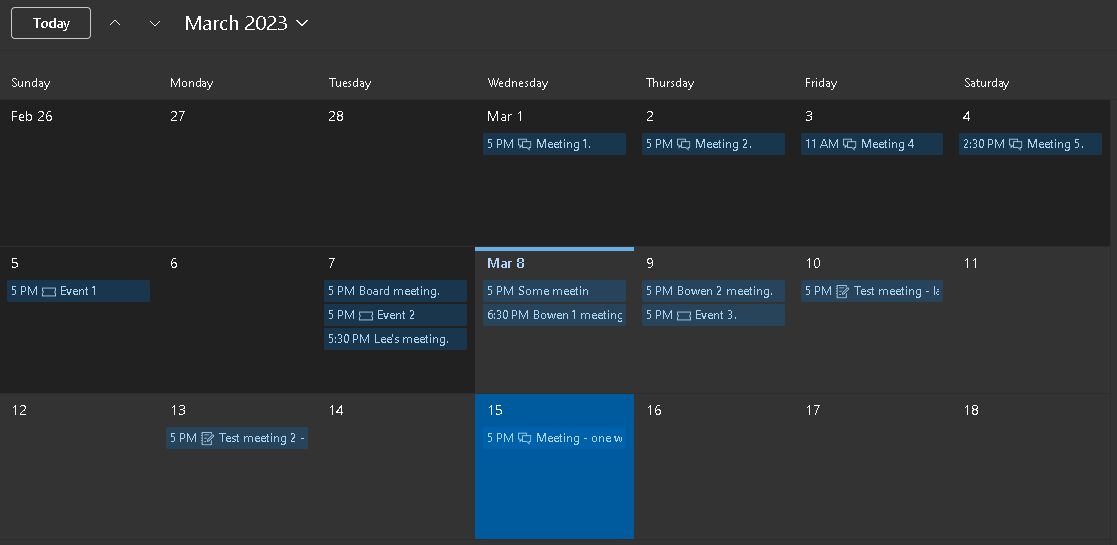 Today March 2023
Sunday Monday Tuesday Wednesday Thursday Friday Saturday
Feb 26 27 28 Mar 1 2 3 4
5 PM Meeting 1. 5 PM Meeting 2. 11 AM Meeting 4 2:30 PM Meeting 5.
5 6 7 Mar 8 9 10 11
5 PM Event 1 5 PM Board meeting. 5 PM Some meetin 5 PM Bowen 2 meeting. 5 PM Test meeting - la
5 PM Event 2 6:30 PM Bowen 1 meeting 5 PM Event 3.
5:30 PM Lee's meeting.
12 13 14 15 16 17 18
5 PM Test meeting 2 - 5 PM Meeting - one w